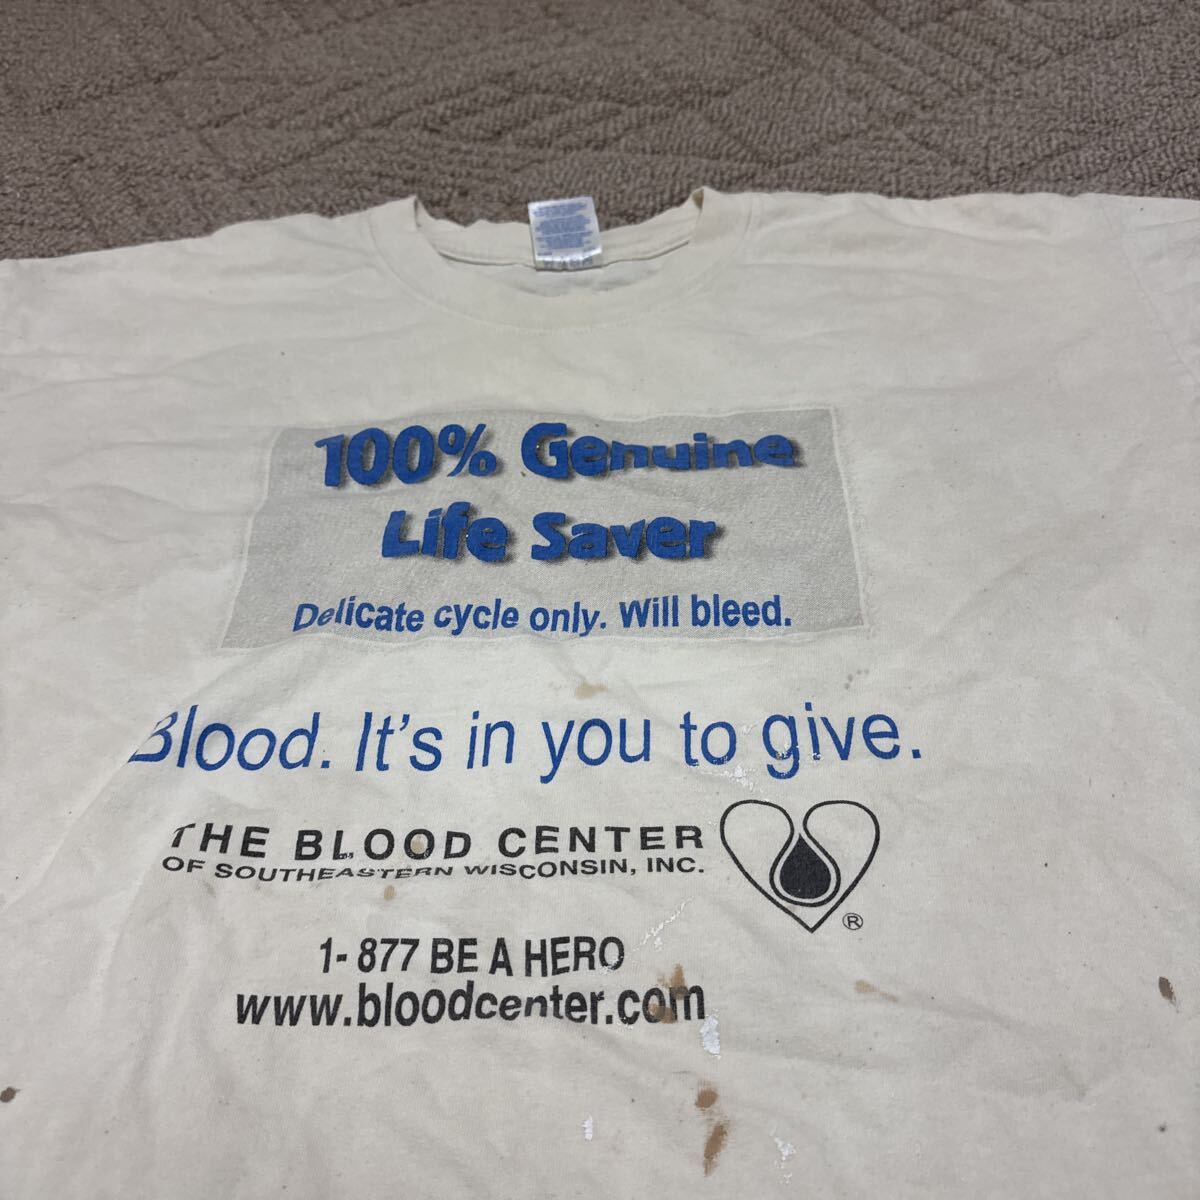 100% Genuine
Life Saver
Delicate cycle only. Will bleed.
Blood. It's in you to give.
THE BLOOD CENTER
OF SOUTHEASTERN WISCONSIN, INC.
®
1-877 BE A HERO
www.bloodcenter.com